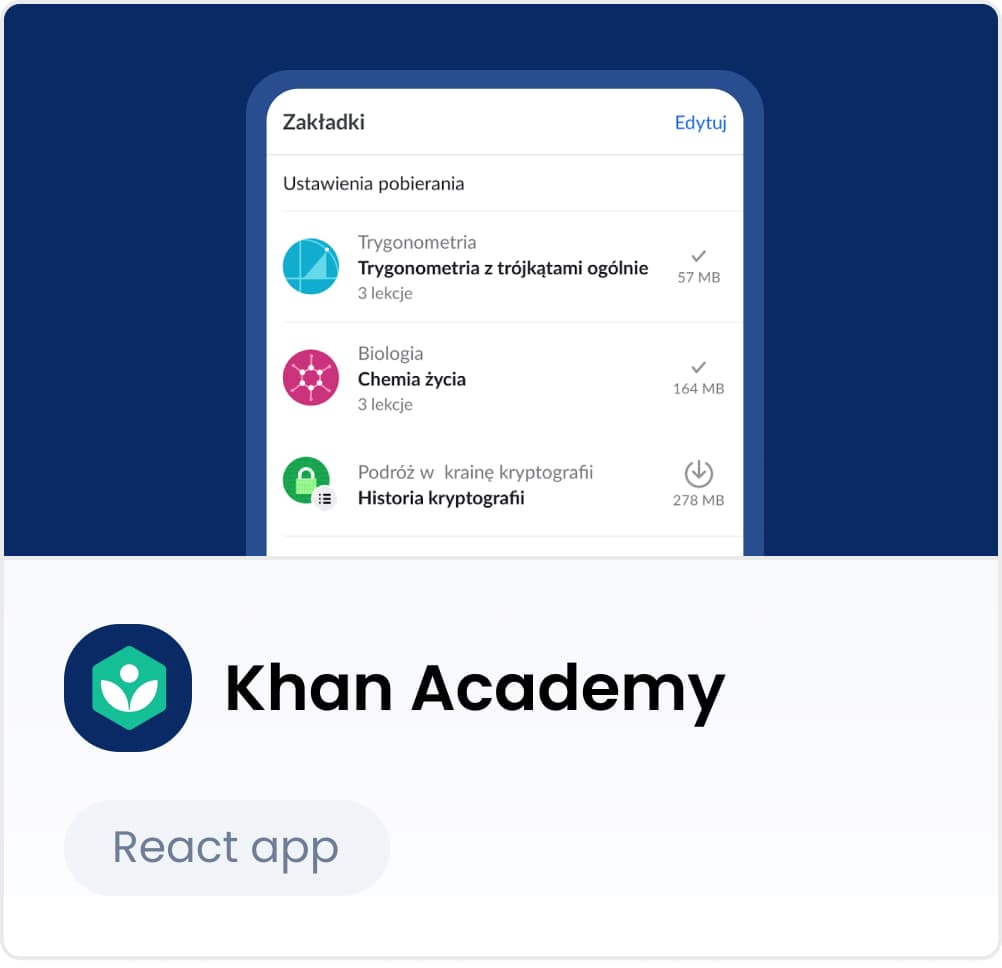 Zakładki
Edytuj
Ustawienia pobierania
Trygonometria
Trygonometria z trójkątami ogólnie
3 lekcje
57 MB
Biologia
Chemia życia
3 lekcje
164 MB
Podróż w  krainę kryptografii
Historia kryptografii
278 MB
Khan Academy
React app